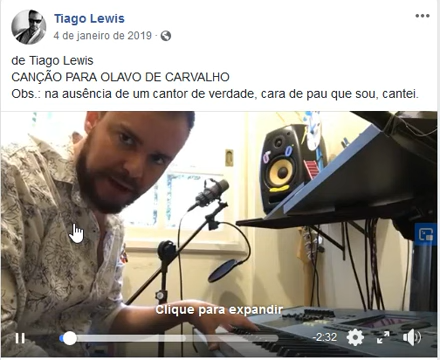 Tiago Lewis
4 de janeiro de 2019 ·
de Tiago Lewis
CANÇÃO PARA OLAVO DE CARVALHO
Obs.: na ausência de um cantor de verdade, cara de pau que sou, cantei.
Clique para expandir
-2:32